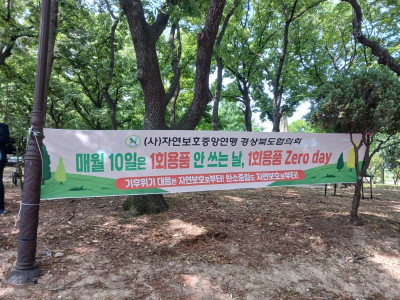 (사)자연보호중앙연맹 경상북도협의회
매월 10일은 1회용품 안 쓰는 날, 1회용품 Zero day
기후위기 대응은 자연보호로부터! 탄소중립도 자연보호로부터!